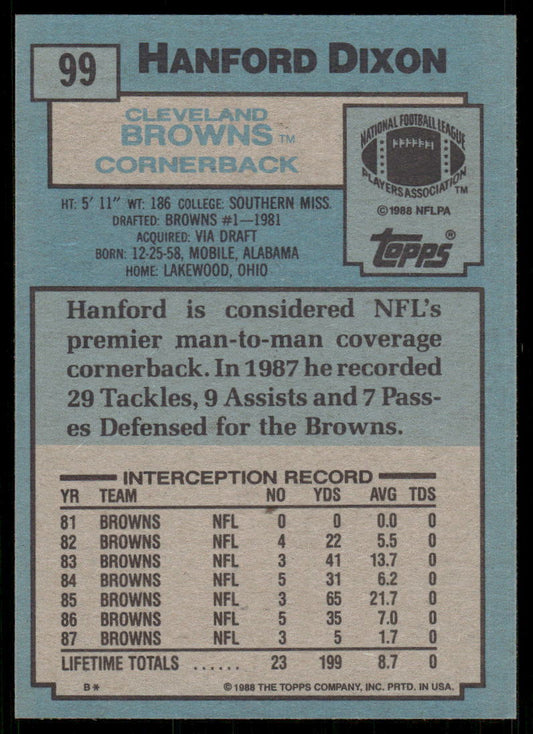 99
HANFORD DIXON
CLEVELAND
BROWNS™
CORNERBACK
NATIONAL FOOTBALL LEAGUE
PLAYERS ASSOCIATION™
©1988 NFLPA
topps®
HT: 5' 11" WT: 186 COLLEGE: SOUTHERN MISS.
DRAFTED: BROWNS #1—1981
ACQUIRED: VIA DRAFT
BORN: 12-25-58, MOBILE, ALABAMA
HOME: LAKEWOOD, OHIO
Hanford is considered NFL's
premier man-to-man coverage
cornerback. In 1987 he recorded
29 Tackles, 9 Assists and 7 Pass-
es Defensed for the Browns.
INTERCEPTION RECORD
YR TEAM NO YDS AVG TDS
81 BROWNS NFL 0 0 0.0 0
82 BROWNS NFL 4 22 5.5 0
83 BROWNS NFL 3 41 13.7 0
84 BROWNS NFL 5 31 6.2 0
85 BROWNS NFL 3 65 21.7 0
86 BROWNS NFL 5 35 7.0 0
87 BROWNS NFL 3 5 1.7 0
LIFETIME TOTALS ...... 23 199 8.7 0
B* ©1988 THE TOPPS COMPANY, INC. PRTD. IN USA.